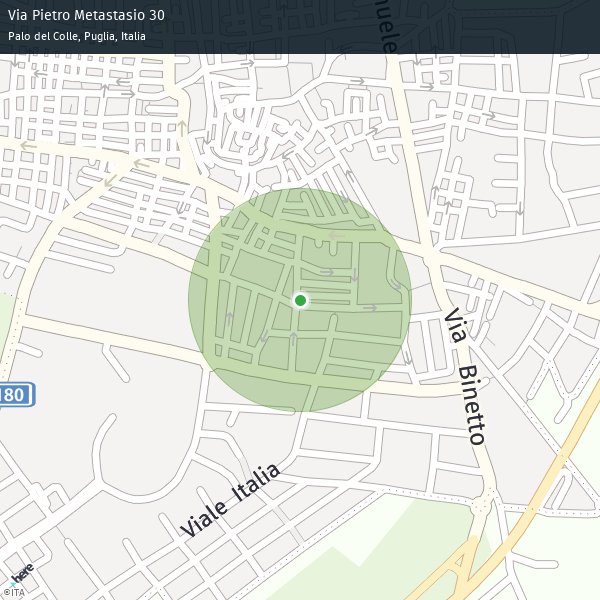 Via Pietro Metastasio 30
Palo del Colle, Puglia, Italia
nuele
Via Binetto
180
Viale Italia
here
©ITA